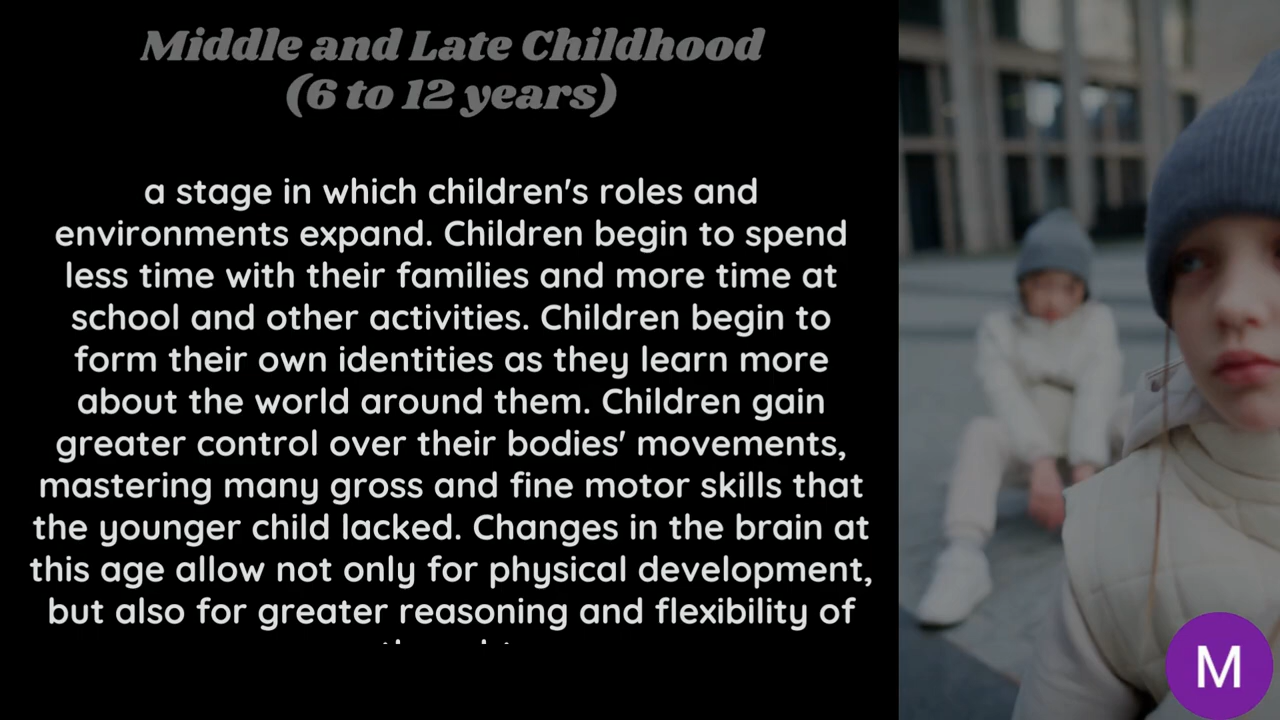 Middle and Late Childhood
(6 to 12 years)
a stage in which children's roles and
environments expand. Children begin to spend
less time with their families and more time at
school and other activities. Children begin to
form their own identities as they learn more
about the world around them. Children gain
greater control over their bodies' movements,
mastering many gross and fine motor skills that
the younger child lacked. Changes in the brain at
this age allow not only for physical development,
but also for greater reasoning and flexibility of
M